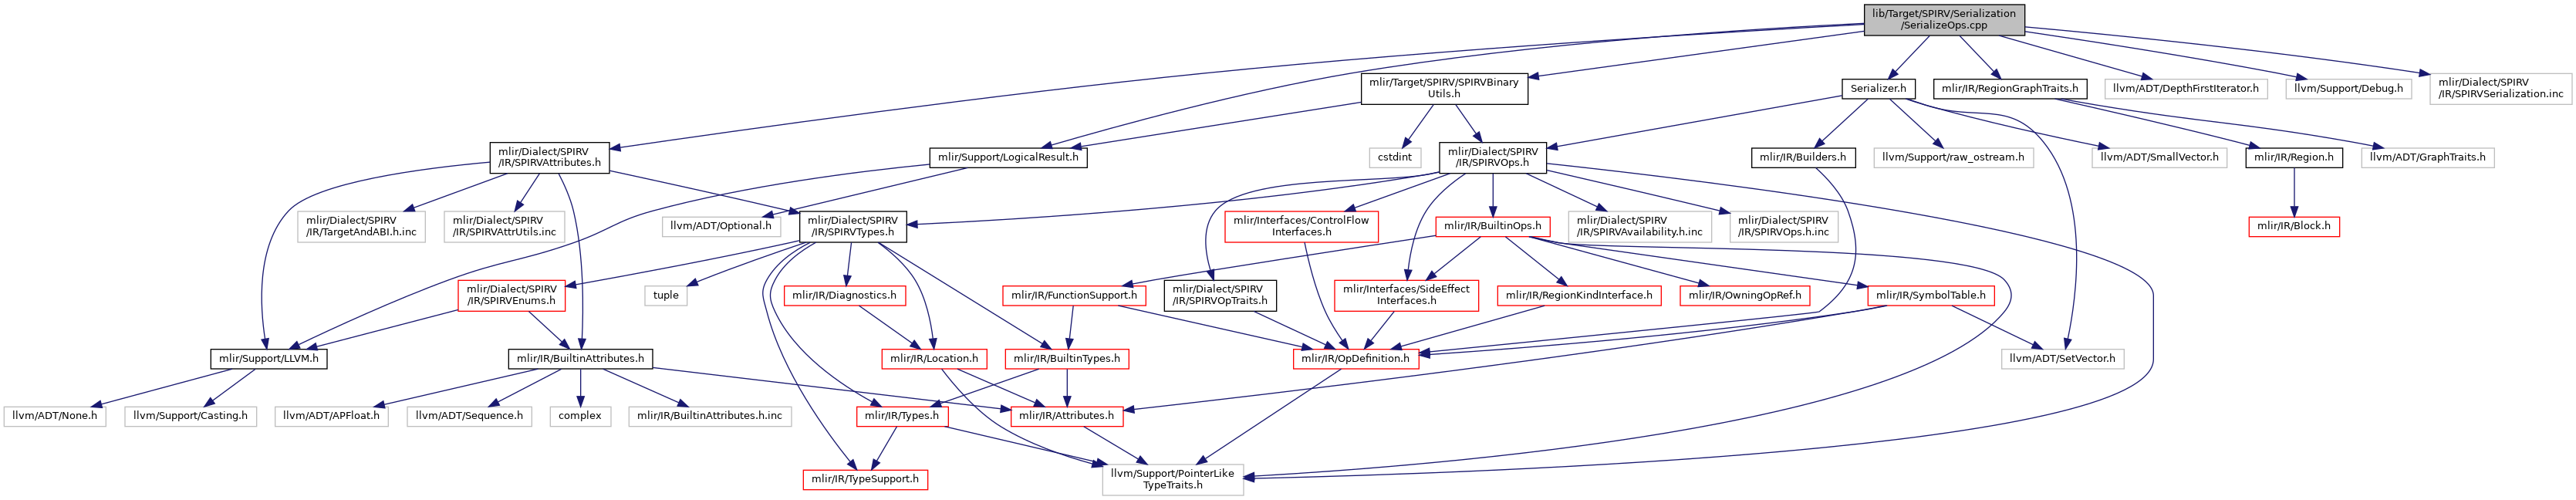 lib/Target/SPIRV/Serialization
/SerializeOps.cpp
mlir/Target/SPIRV/SPIRVBinary
Utils.h
Serializer.h
mlir/IR/RegionGraphTraits.h
llvm/ADT/DepthFirstIterator.h
llvm/Support/Debug.h
mlir/Dialect/SPIRV
/IR/SPIRVSerialization.inc
mlir/Dialect/SPIRV
/IR/SPIRVAttributes.h
mlir/Support/LogicalResult.h
cstdint
mlir/Dialect/SPIRV
/IR/SPIRVOps.h
mlir/IR/Builders.h
llvm/Support/raw_ostream.h
llvm/ADT/SmallVector.h
mlir/IR/Region.h
llvm/ADT/GraphTraits.h
mlir/Dialect/SPIRV
/IR/TargetAndABI.h.inc
mlir/Dialect/SPIRV
/IR/SPIRVAttrUtils.inc
llvm/ADT/Optional.h
mlir/Dialect/SPIRV
/IR/SPIRVTypes.h
mlir/Interfaces/ControlFlow
Interfaces.h
mlir/IR/BuiltinOps.h
mlir/Dialect/SPIRV
/IR/SPIRVAvailability.h.inc
mlir/Dialect/SPIRV
/IR/SPIRVOps.h.inc
mlir/IR/Block.h
mlir/Dialect/SPIRV
/IR/SPIRVEnums.h
tuple
mlir/IR/Diagnostics.h
mlir/IR/FunctionSupport.h
mlir/Dialect/SPIRV
/IR/SPIRVOpTraits.h
mlir/Interfaces/SideEffect
Interfaces.h
mlir/IR/RegionKindInterface.h
mlir/IR/OwningOpRef.h
mlir/IR/SymbolTable.h
mlir/Support/LLVM.h
mlir/IR/BuiltinAttributes.h
mlir/IR/Location.h
mlir/IR/BuiltinTypes.h
mlir/IR/OpDefinition.h
llvm/ADT/SetVector.h
llvm/ADT/None.h
llvm/Support/Casting.h
llvm/ADT/APFloat.h
llvm/ADT/Sequence.h
complex
mlir/IR/BuiltinAttributes.h.inc
mlir/IR/Types.h
mlir/IR/Attributes.h
mlir/IR/TypeSupport.h
llvm/Support/PointerLike
TypeTraits.h